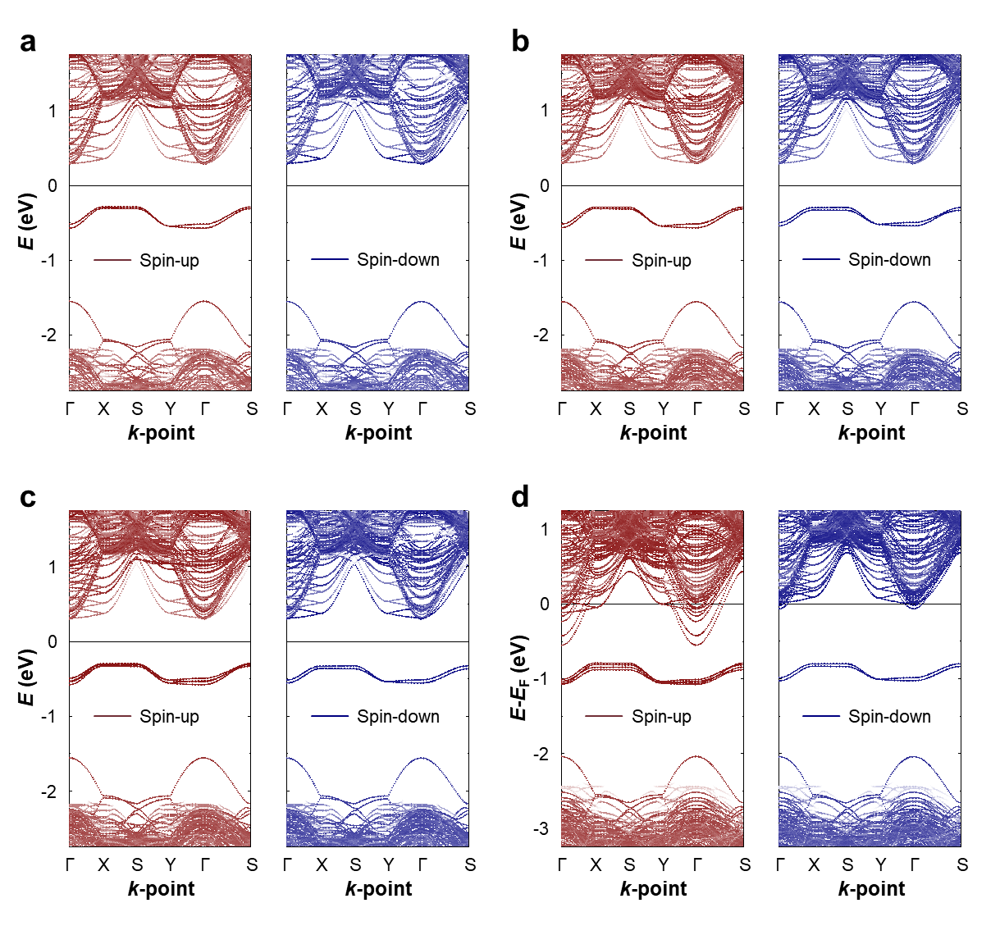 a
b
1
0
-1
-2
E (eV)
Spin-up
Spin-down
Γ X S Y Γ S
Γ X S Y Γ S
k-point
k-point
1
0
-1
-2
E (eV)
Spin-up
Spin-down
Γ X S Y Γ S
Γ X S Y Γ S
k-point
k-point
c
d
1
0
-1
-2
E (eV)
Spin-up
Spin-down
Γ X S Y Γ S
Γ X S Y Γ S
k-point
k-point
1
0
-1
-2
-3
E-EF (eV)
Spin-up
Spin-down
Γ X S Y Γ S
Γ X S Y Γ S
k-point
k-point